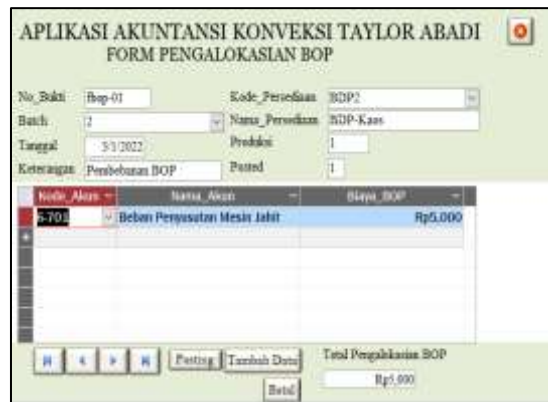 APLIKASI AKUNTANSI KONVEKSI TAYLOR ABADI
FORM PENGALOKASIAN BOP
No_Bukti fbop-01 Kode_Persediaan BDP2
Batch 2 Nama_Persediaan BDP-Kaos
Tanggal 3/1/2022 Produksi 1
Keterangan Pembebanan BOP Posted 1
Kode_Akun Nama_Akun Biaya_BOP
5-701 Beban Penyusutan Mesin Jahit Rp5,000
Posting Tambah Data Total Pengalokasian BOP
Batal Rp5,000